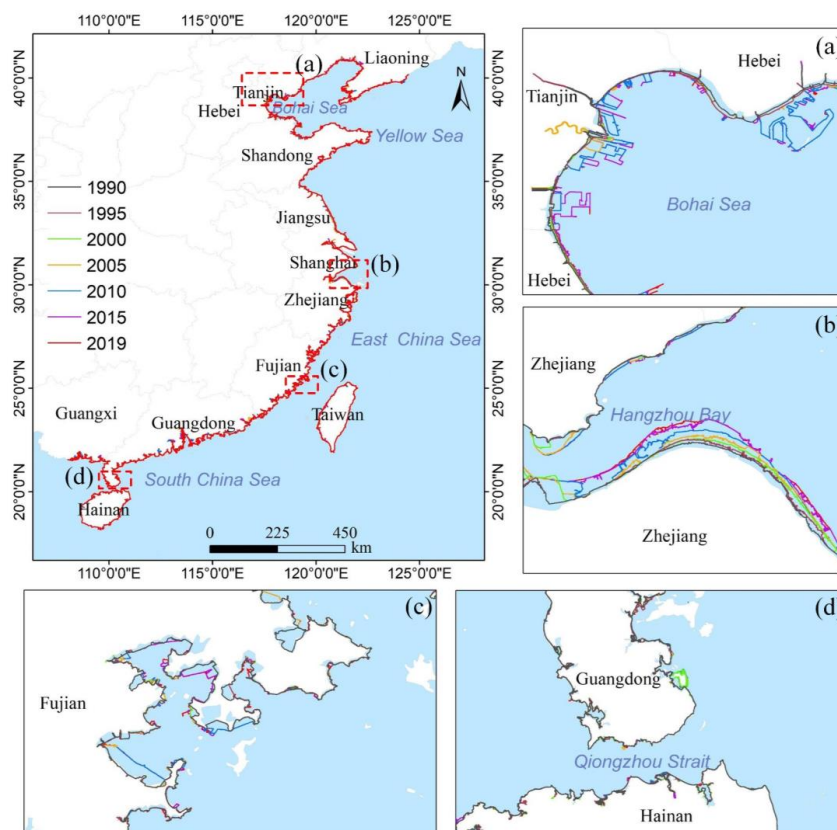 110°0'0"E 115°0'0"E 120°0'0"E 125°0'0"E
40°0'0"N
35°0'0"N
30°0'0"N
25°0'0"N
20°0'0"N
(a)
Liaoning
N
Tianjin
Hebei
Bohai Sea
Yellow Sea
Shandong
1990
1995
2000
2005
2010
2015
2019
Jiangsu
Shanghai
(b)
Zhejiang
East China Sea
Fujian
(c)
Guangxi
Guangdong
Taiwan
(d)
South China Sea
Hainan
0 225 450
km
40°0'0"N
35°0'0"N
30°0'0"N
25°0'0"N
20°0'0"N
110°0'0"E 115°0'0"E 120°0'0"E 125°0'0"E
(a)
Hebei
Tianjin
Bohai Sea
Hebei
(b)
Zhejiang
Hangzhou Bay
Zhejiang
(c)
Fujian
(d)
Guangdong
Qiongzhou Strait
Hainan